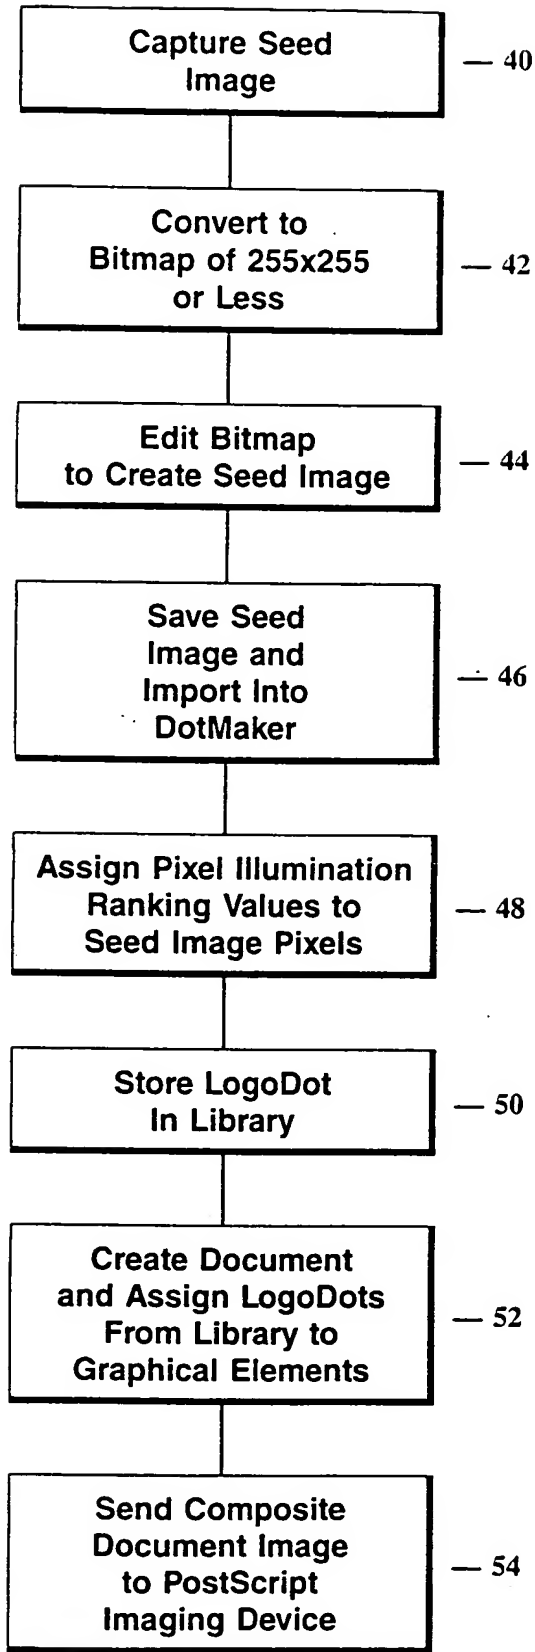 Capture Seed
Image
— 40
Convert to
Bitmap of 255x255
or Less
— 42
Edit Bitmap
to Create Seed Image
— 44
Save Seed
Image and
Import Into
DotMaker
— 46
Assign Pixel Illumination
Ranking Values to
Seed Image Pixels
— 48
Store LogoDot
In Library
— 50
Create Document
and Assign LogoDots
From Library to
Graphical Elements
— 52
Send Composite
Document Image
to PostScript
Imaging Device
— 54